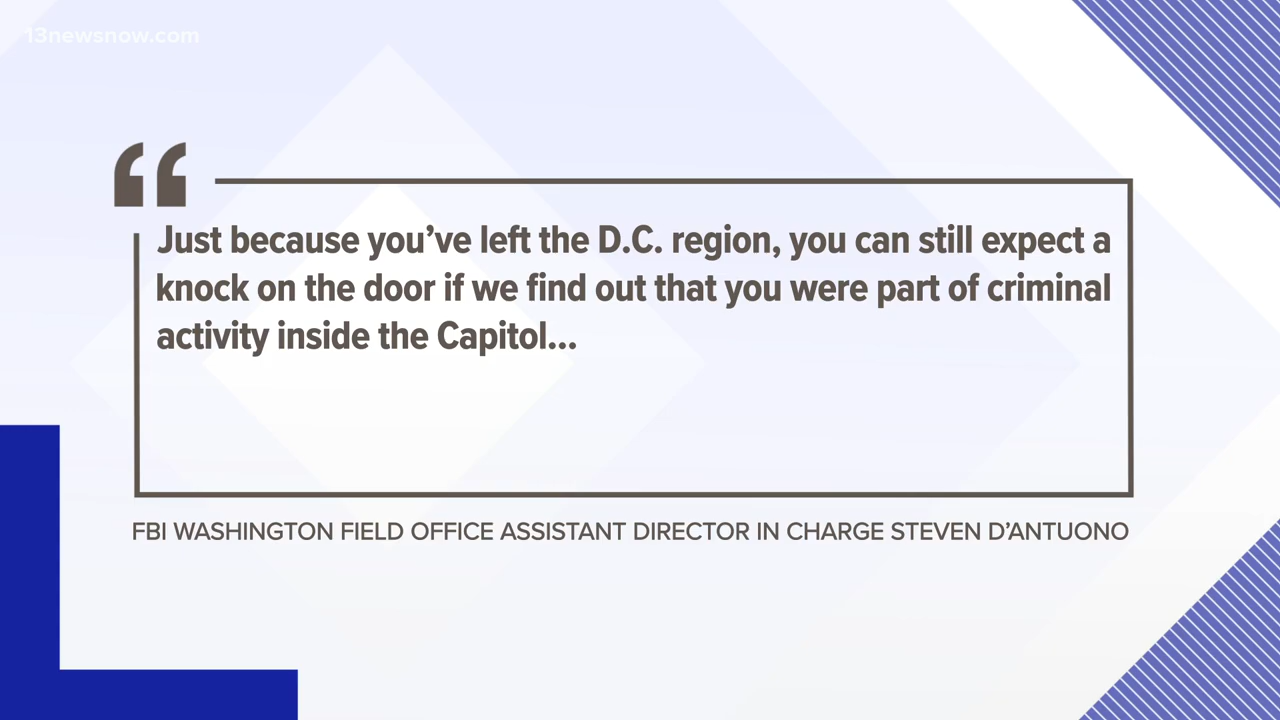 13newsnow.com
“
Just because you’ve left the D.C. region, you can still expect a
knock on the door if we find out that you were part of criminal
activity inside the Capitol...
FBI WASHINGTON FIELD OFFICE ASSISTANT DIRECTOR IN CHARGE STEVEN D’ANTUONO